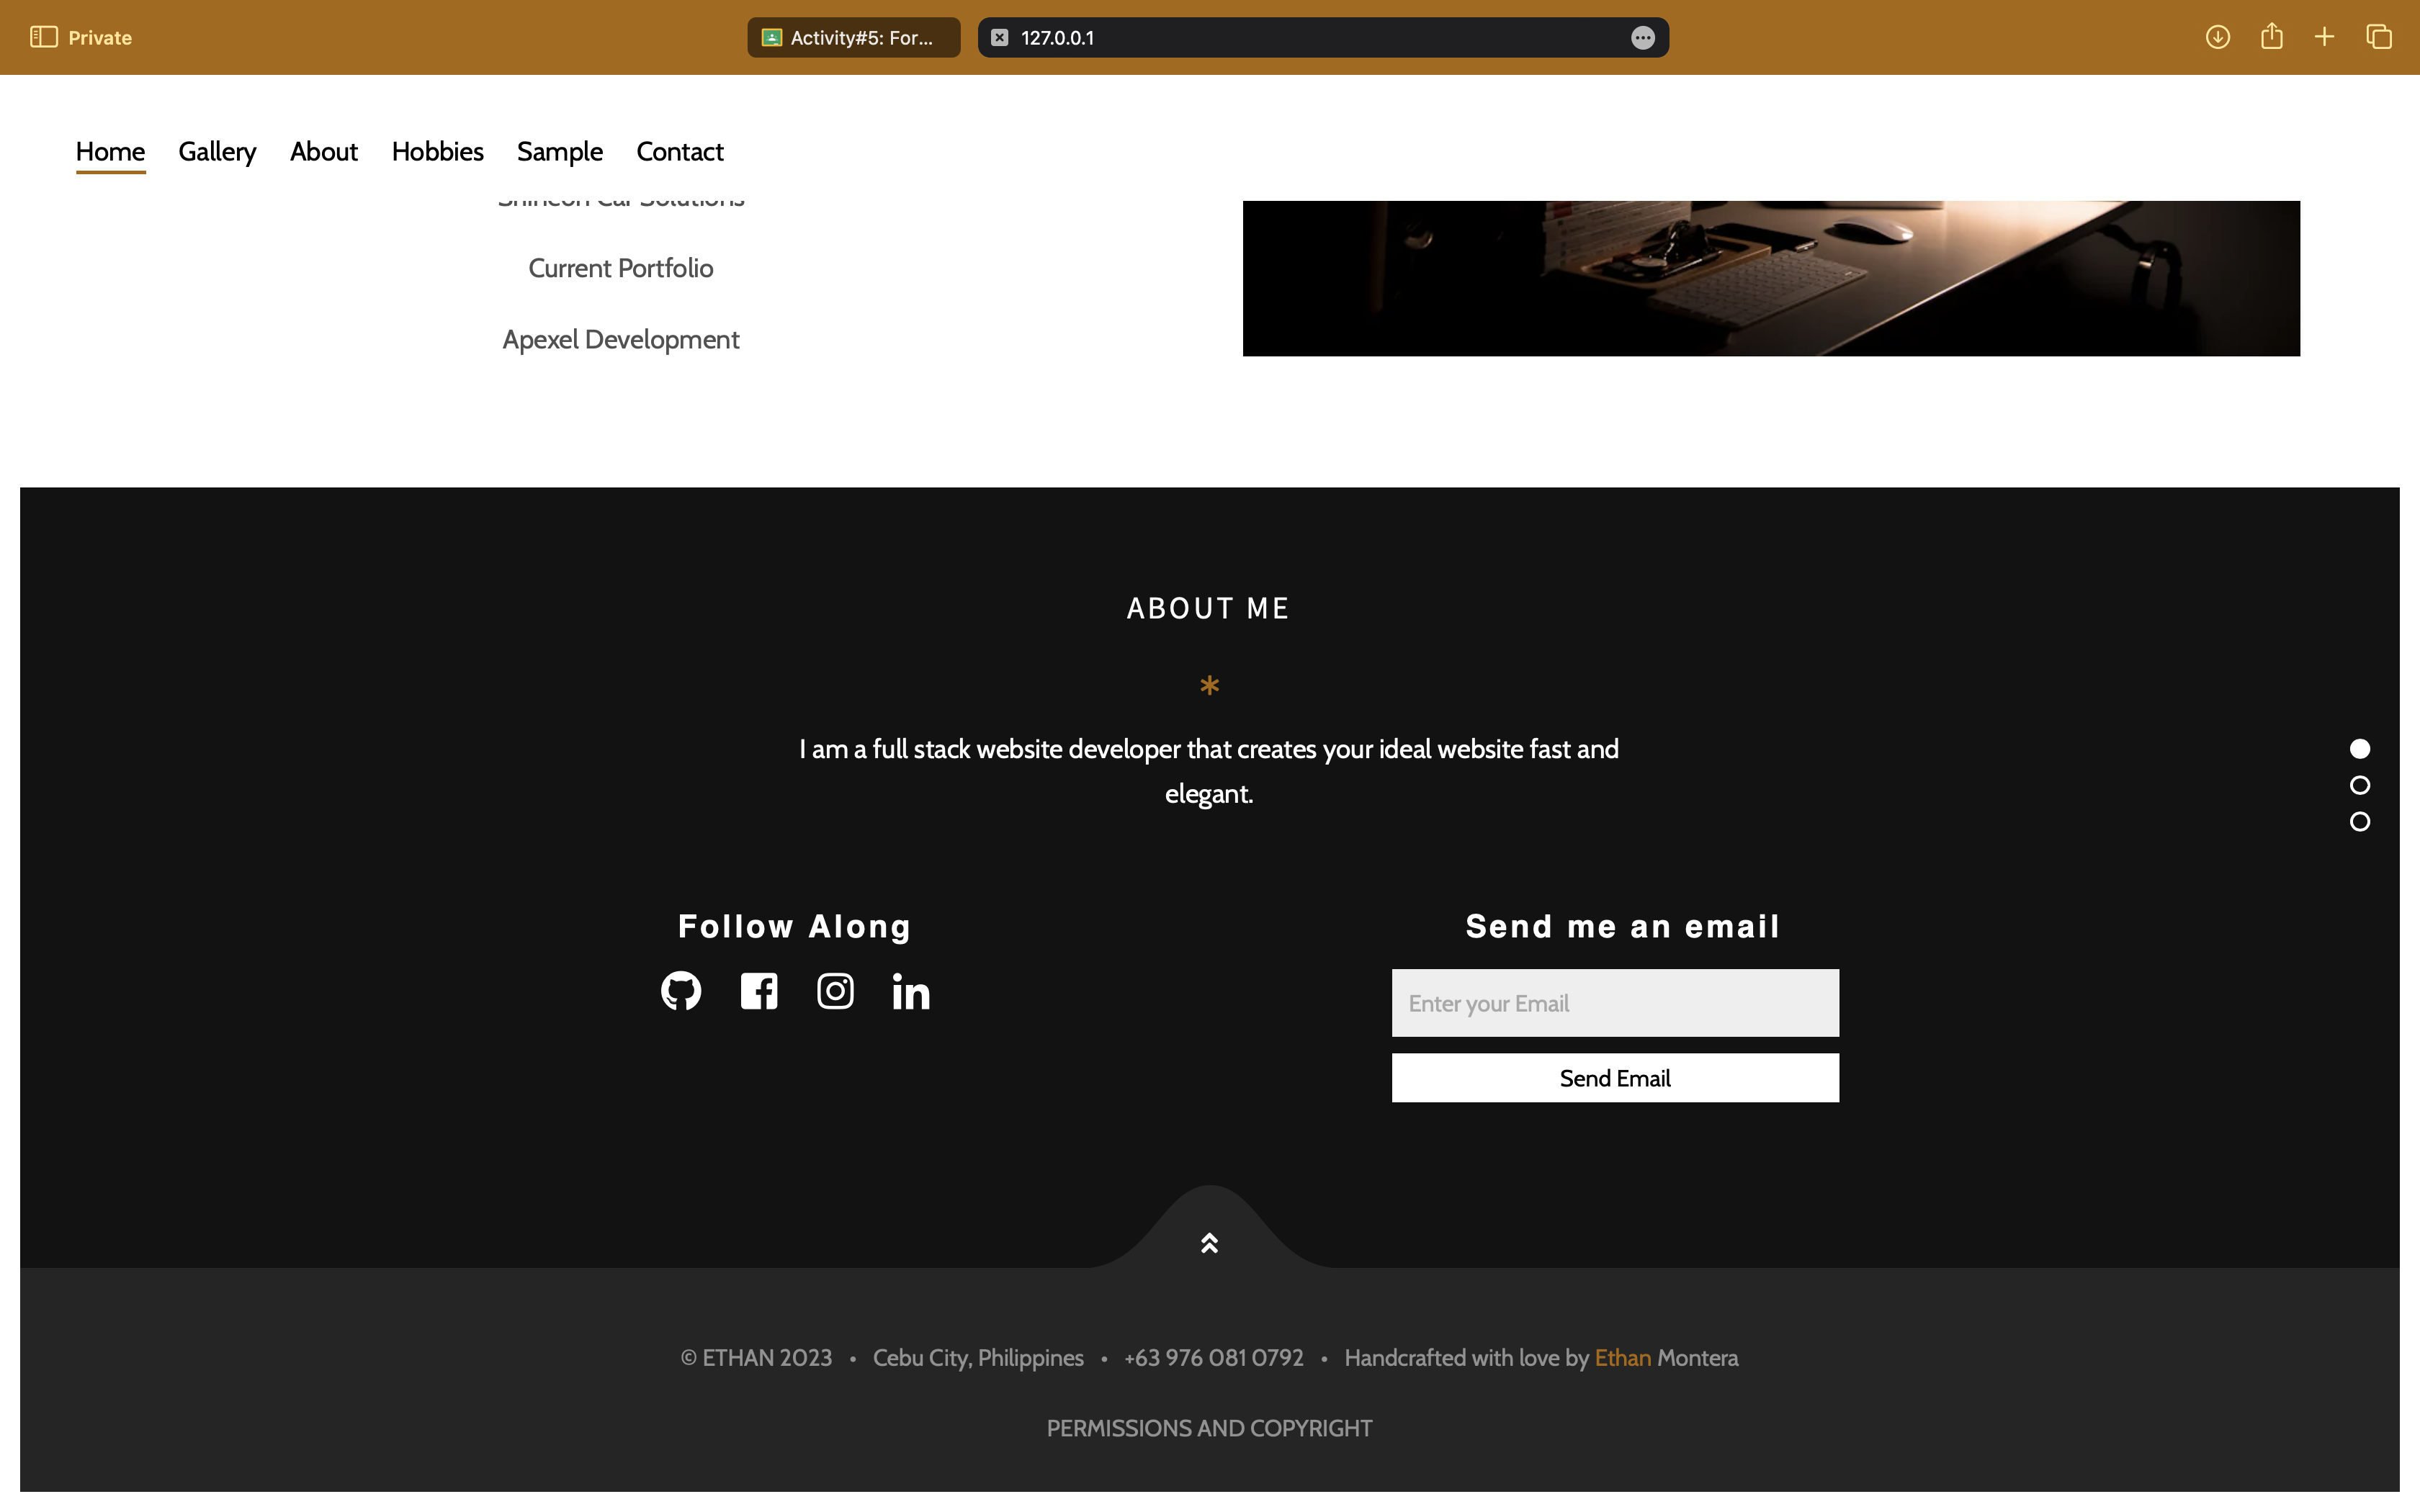 Private
Activity#5: For...
127.0.0.1
Home Gallery About Hobbies Sample Contact
Current Portfolio
Apexel Development
ABOUT ME
*
I am a full stack website developer that creates your ideal website fast and
elegant.
Follow Along
Send me an email
Enter your Email
Send Email
© ETHAN 2023 • Cebu City, Philippines • +63 976 081 0792 • Handcrafted with love by Ethan Montera
PERMISSIONS AND COPYRIGHT